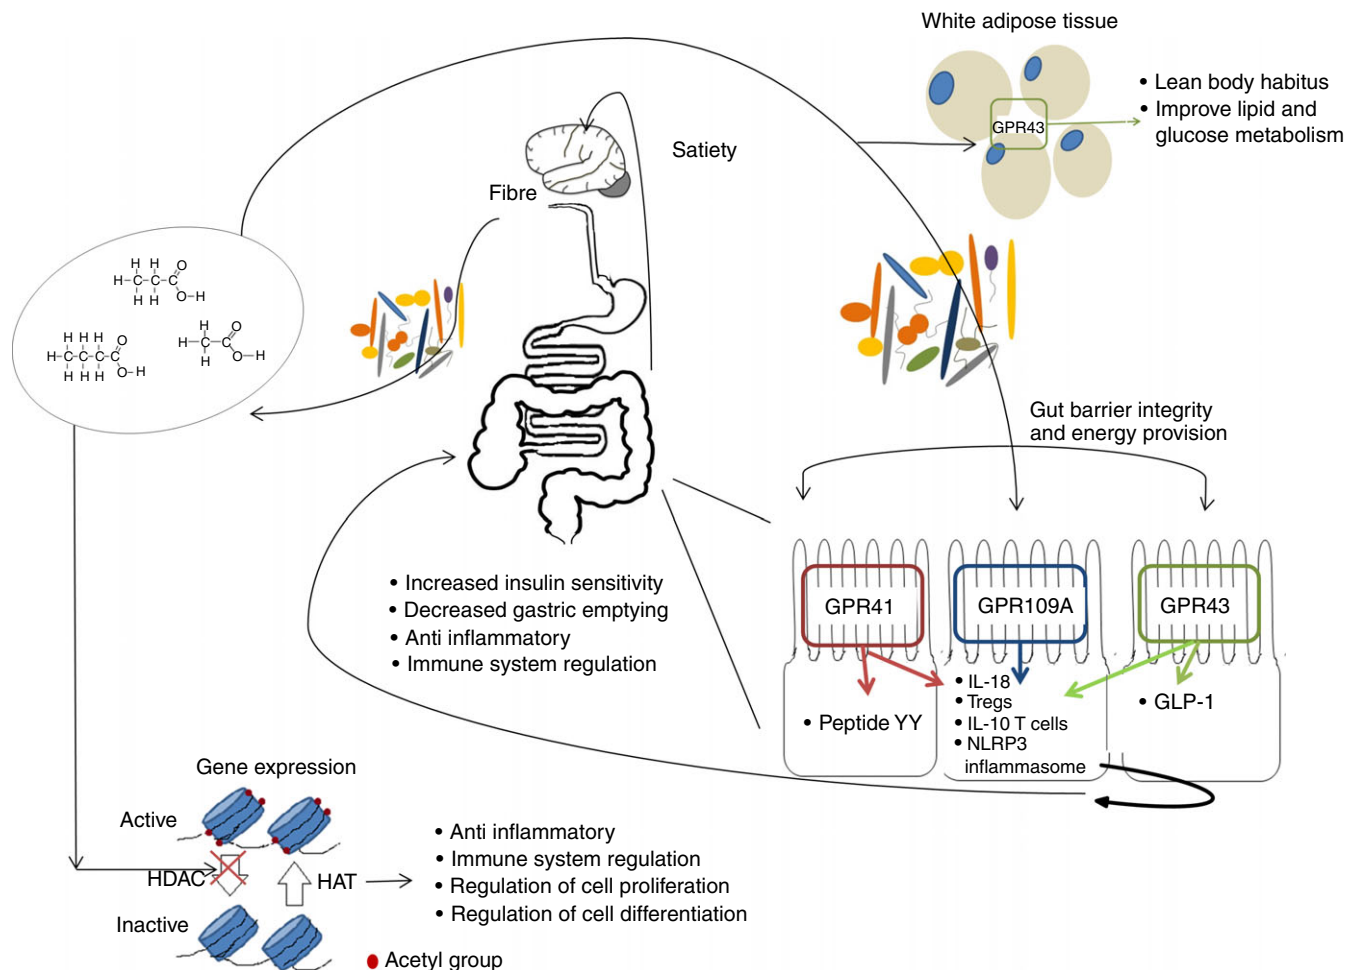 White adipose tissue
• Lean body habitus
• Improve lipid and
glucose metabolism
GPR43
Satiety
Fibre
H H
H-C-C-C
O
O-H
H H
H H H
H-C-C-C-C
O
O-H
H H H
H
H-C-C
O
O-H
H
Gut barrier integrity
and energy provision
GPR41
GPR109A
GPR43
• Increased insulin sensitivity
• Decreased gastric emptying
• Anti inflammatory
• Immune system regulation
• Peptide YY
• IL-18
• Tregs
• IL-10 T cells
• NLRP3
inflammasome
• GLP-1
Gene expression
Active
HDAC
HAT
Inactive
• Anti inflammatory
• Immune system regulation
• Regulation of cell proliferation
• Regulation of cell differentiation
Acetyl group